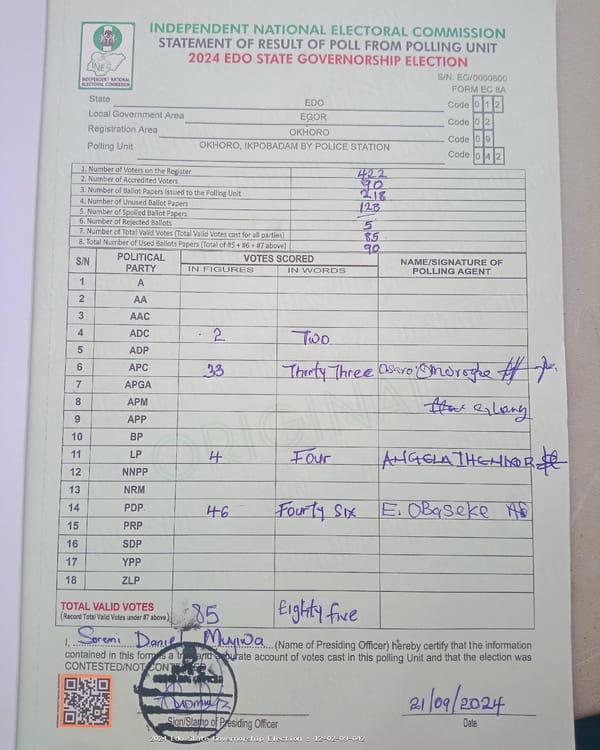 INDEPENDENT NATIONAL ELECTORAL COMMISSION
STATEMENT OF RESULT OF POLL FROM POLLING UNIT
2024 EDO STATE GOVERNORSHIP ELECTION
INEC
INDEPENDENT NATIONAL
ELECTORAL COMMISSION
S/N: EG/0000600
FORM EC 8A
State EDO Code 0 1 2
Local Government Area EGOR Code 0 2
Registration Area OKHORO Code 0 9
Polling Unit OKHORO, IKPOBADAM BY POLICE STATION Code 0 4 2
1. Number of Voters on the Register 422
2. Number of Accredited Voters 90
3. Number of Ballot Papers Issued to the Polling Unit 218
4. Number of Unused Ballot Papers 128
5. Number of Spoiled Ballot Papers —
6. Number of Rejected Ballots 5
7. Number of Total Valid Votes (Total Valid Votes cast for all parties) 85
8. Total Number of Used Ballots Papers (Total of #5 + #6 + #7 above) 90
S/N POLITICAL PARTY VOTES SCORED NAME/SIGNATURE OF POLLING AGENT
IN FIGURES IN WORDS
1 A
2 AA
3 AAC
4 ADC 2 Two
5 ADP
6 APC 33 Thirty Three
7 APGA
8 APM
9 APP
10 BP
11 LP 4 Four ANGELA
12 NNPP
13 NRM
14 PDP 46 Fourty Six E. OBASEKE
15 PRP
16 SDP
17 YPP
18 ZLP
ORIGINAL
TOTAL VALID VOTES 85 Eighty five
(Record Total Valid Votes under #7 above)
I, Soremi Daniel Muyiwa (Name of Presiding Officer) hereby certify that the information
contained in this form is a true and accurate account of votes cast in this polling Unit and that the election was
CONTESTED/NOT CONTESTED
21/09/2024
Sign/Stamp of Presiding Officer Date
2024 Edo State Governorship Election : 12-02-09-042